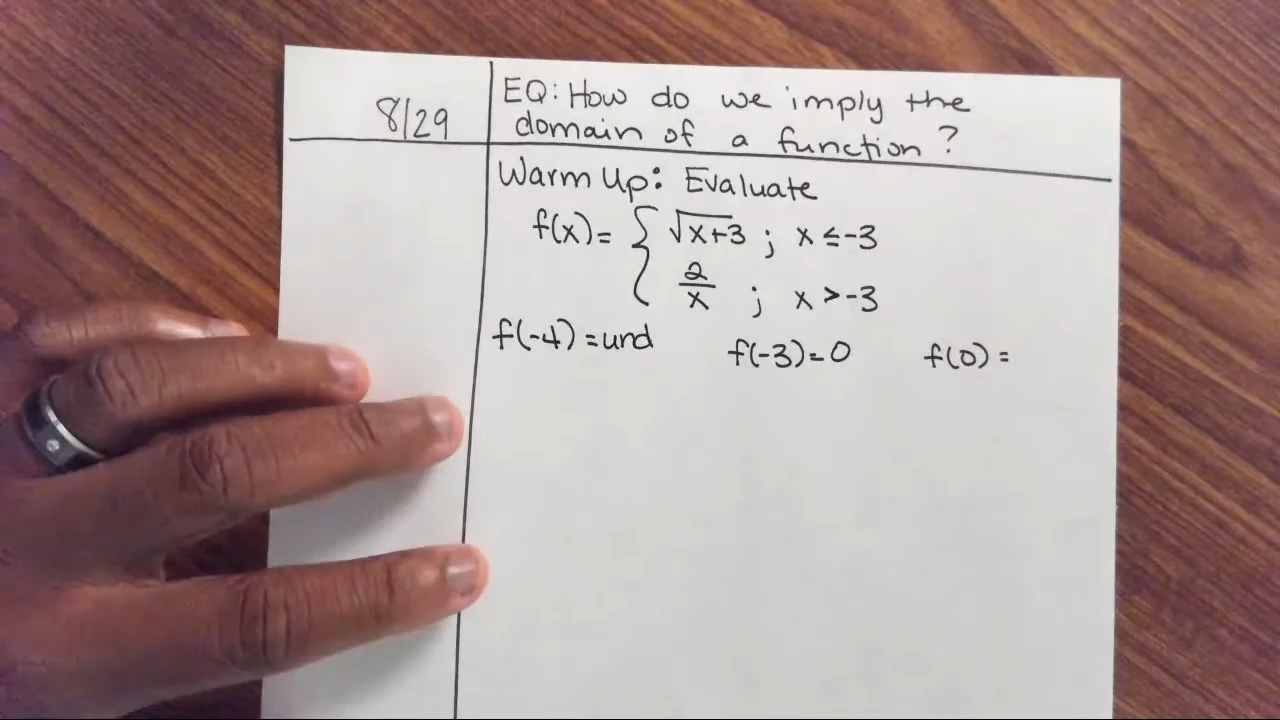 8/29
EQ: How do we imply the
domain of a function?
Warm Up: Evaluate
f(x)= { √x+3 ; x ≤ -3
2/x ; x > -3
f(-4) = und f(-3) = 0 f(0) =